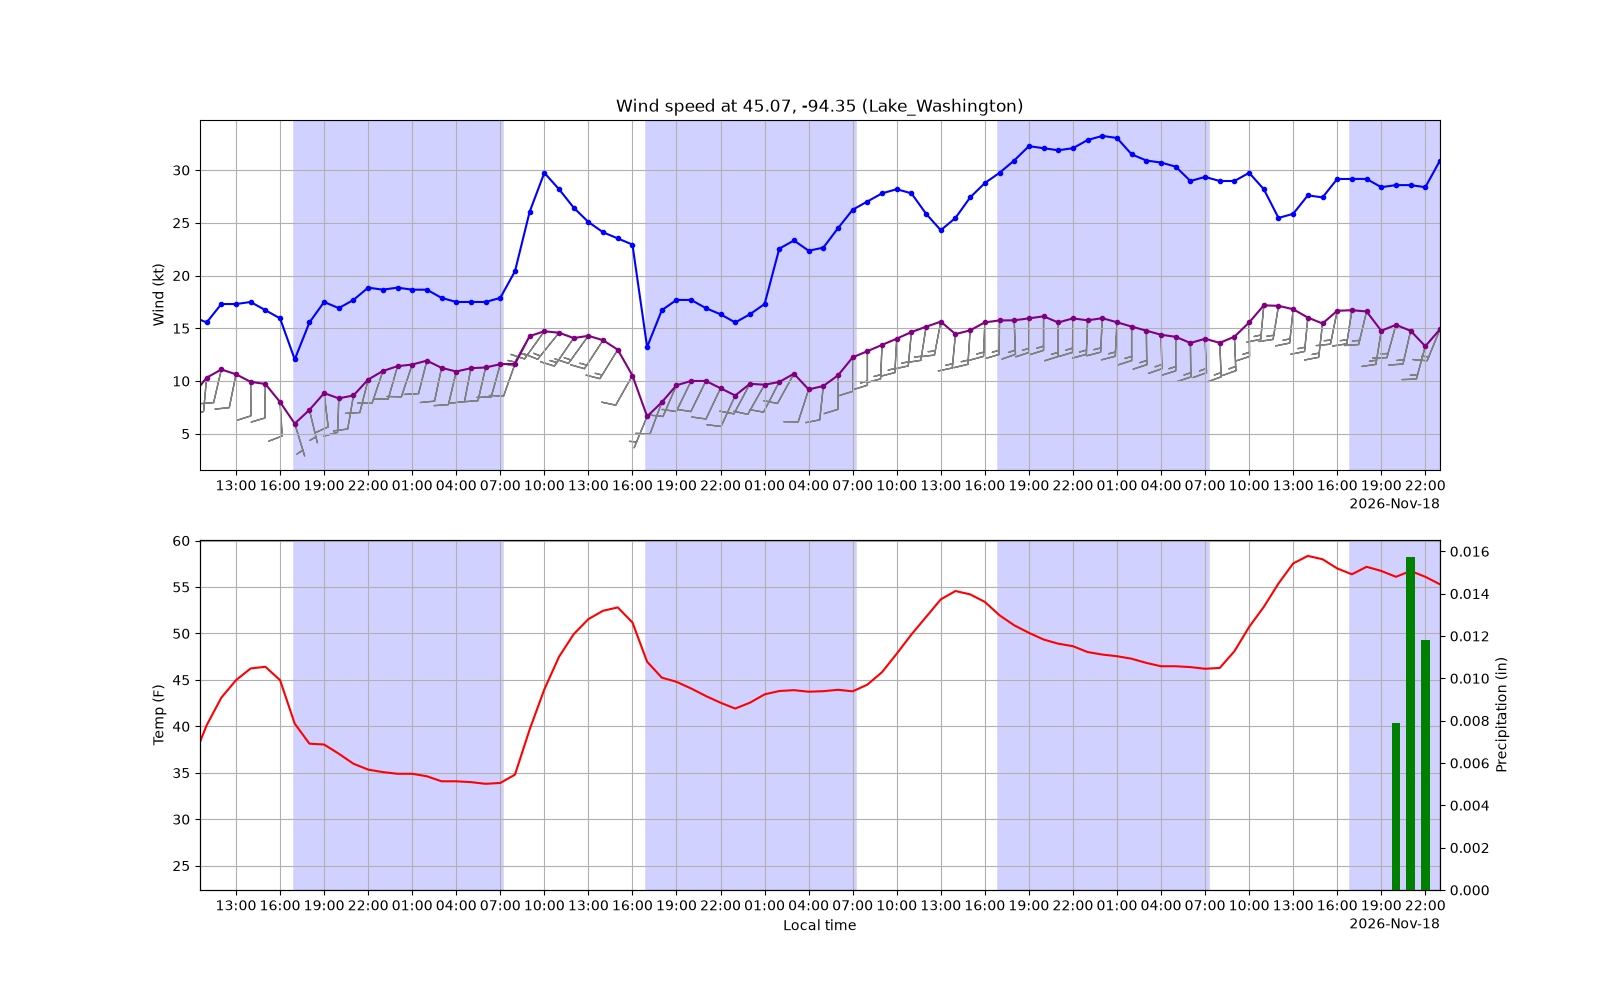 Wind speed at 45.07, -94.35 (Lake_Washington)
30
25
20
15
10
5
Wind (kt)
13:00 16:00 19:00 22:00 01:00 04:00 07:00 10:00 13:00 16:00 19:00 22:00 01:00 04:00 07:00 10:00 13:00 16:00 19:00 22:00 01:00 04:00 07:00 10:00 13:00 16:00 19:00 22:00
2026-Nov-18
60
55
50
45
40
35
30
25
Temp (F)
0.016
0.014
0.012
0.010
0.008
0.006
0.004
0.002
0.000
Precipitation (in)
13:00 16:00 19:00 22:00 01:00 04:00 07:00 10:00 13:00 16:00 19:00 22:00 01:00 04:00 07:00 10:00 13:00 16:00 19:00 22:00 01:00 04:00 07:00 10:00 13:00 16:00 19:00 22:00
Local time
2026-Nov-18